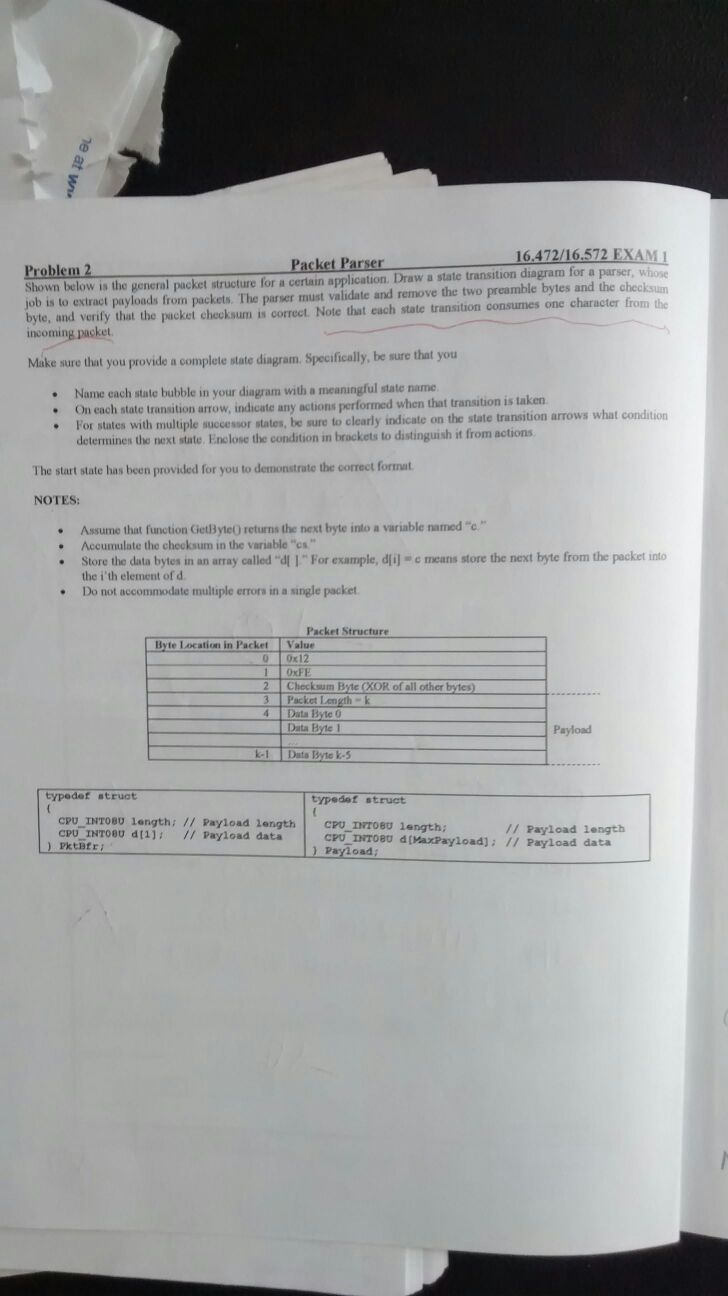 ne at ww
Problem 2 Packet Parser 16.472/16.572 EXAM 1
Shown below is the general packet structure for a certain application. Draw a state transition diagram for a parser, whose
job is to extract payloads from packets. The parser must validate and remove the two preamble bytes and the checksum
byte, and verify that the packet checksum is correct. Note that each state transition consumes one character from the
incoming packet.
Make sure that you provide a complete state diagram. Specifically, be sure that you
• Name each state bubble in your diagram with a meaningful state name.
• On each state transition arrow, indicate any actions performed when that transition is taken.
• For states with multiple successor states, be sure to clearly indicate on the state transition arrows what condition
determines the next state. Enclose the condition in brackets to distinguish it from actions.
The start state has been provided for you to demonstrate the correct format.
NOTES:
• Assume that function GetByte() returns the next byte into a variable named "c."
• Accumulate the checksum in the variable "cs."
• Store the data bytes in an array called "d[ ]." For example, d[i] = c means store the next byte from the packet into
the i'th element of d.
• Do not accommodate multiple errors in a single packet.
Packet Structure
Byte Location in Packet Value
0 0x12
1 0xFE
2 Checksum Byte (XOR of all other bytes)
3 Packet Length = k
4 Data Byte 0
Data Byte 1
Payload
...
k-1 Data Byte k-5
typedef struct
{
CPU_INT08U length; // Payload length
CPU_INT08U d[1]; // Payload data
} PktBfr;
typedef struct
{
CPU_INT08U length; // Payload length
CPU_INT08U d[MaxPayload]; // Payload data
} Payload;